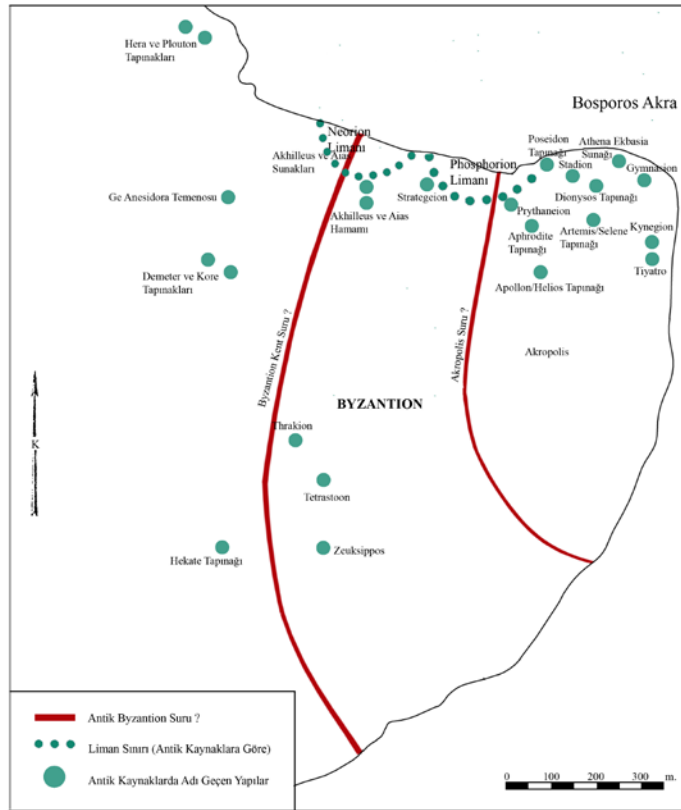 Hera ve Plouton
Tapınakları
Bosporos Akra
Neorion
Limanı
Akhilleus ve Aias
Sunakları
Phosphorion
Limanı
Poseidon
Tapınağı
Athena Ekbasia
Sunağı
Stadion
Gymnasion
Ge Anesidora Temenosu
Akhilleus ve Aias
Hamamı
Strategeion
Prythaneion
Dionysos Tapınağı
Aphrodite
Tapınağı
Artemis/Selene
Tapınağı
Kynegion
Tiyatro
Demeter ve Kore
Tapınakları
Apollon/Helios Tapınağı
Byzantion Kent Suru ?
Akropolis Suru ?
Akropolis
K
BYZANTION
Thrakion
Tetrastoon
Hekate Tapınağı
Zeuksippos
Antik Byzantion Suru ?
Liman Sınırı (Antik Kaynaklara Göre)
Antik Kaynaklarda Adı Geçen Yapılar
0 100 200 300 m.